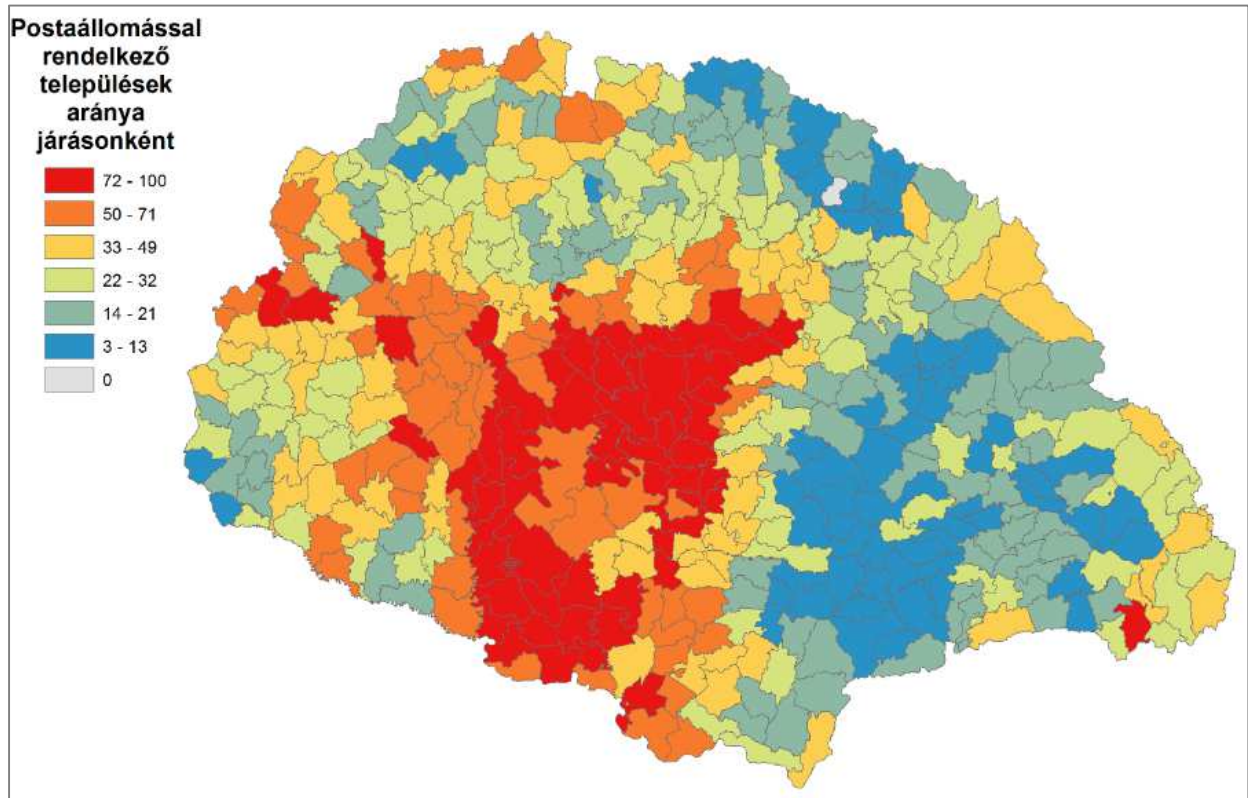 Postaállomással
rendelkező
települések
aránya
járásonként
72 - 100
50 - 71
33 - 49
22 - 32
14 - 21
3 - 13
0